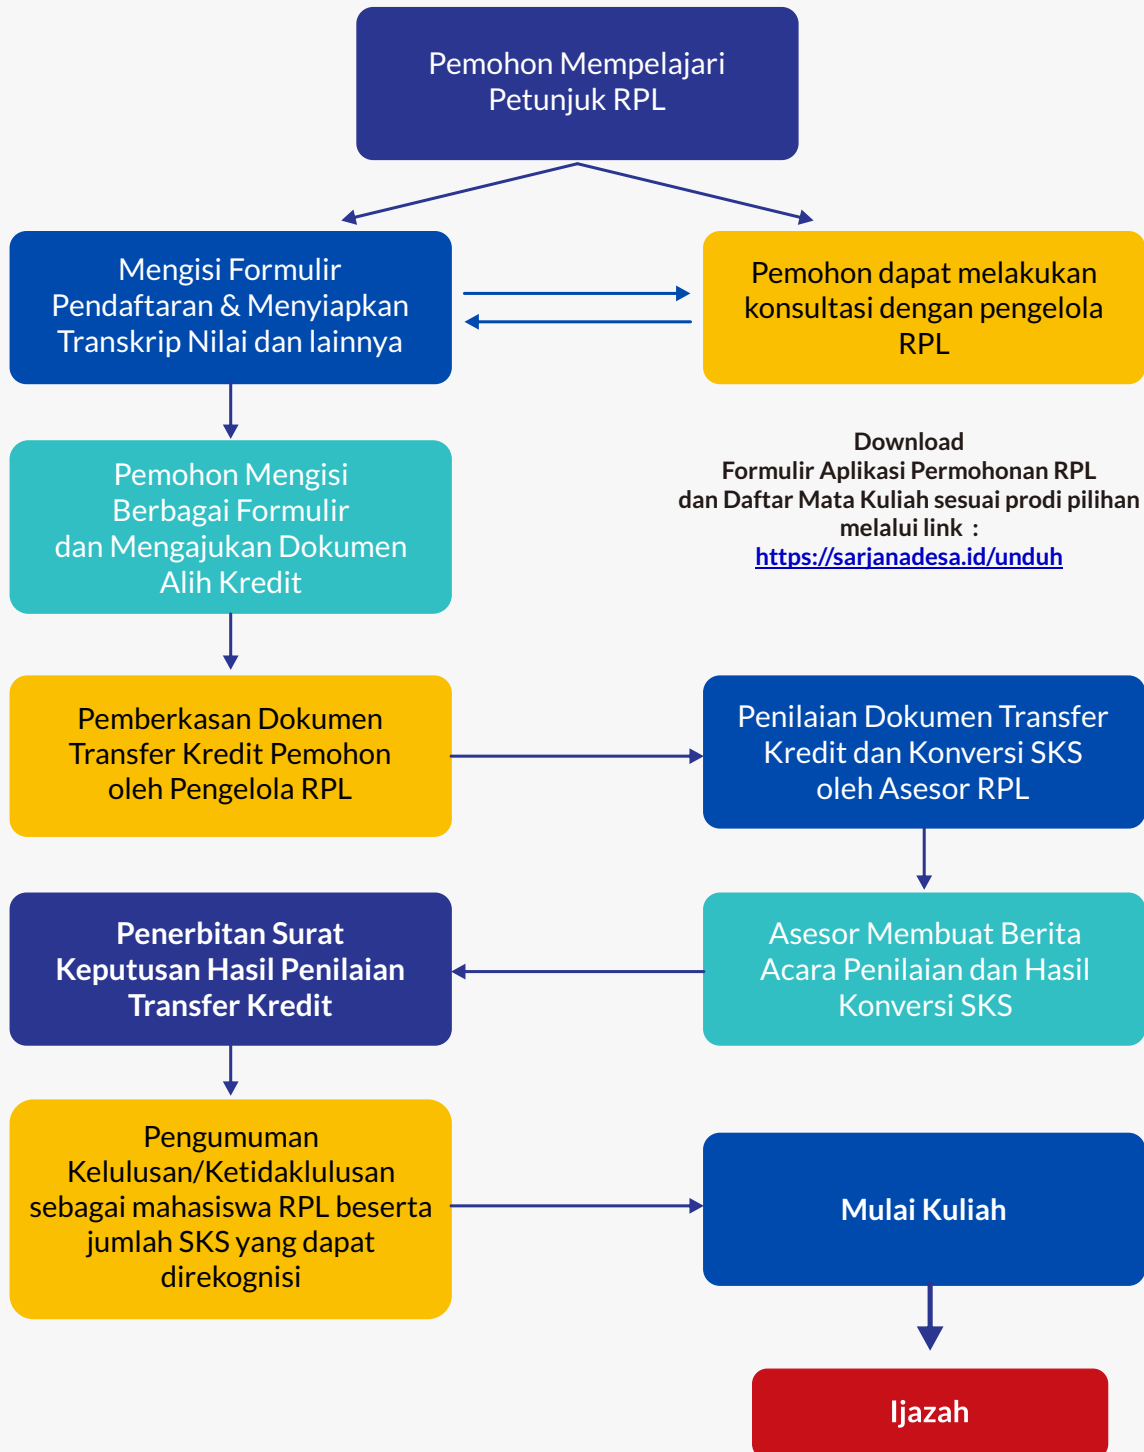 Pemohon Mempelajari
Petunjuk RPL
Mengisi Formulir
Pendaftaran & Menyiapkan
Transkrip Nilai dan lainnya
Pemohon dapat melakukan
konsultasi dengan pengelola
RPL
Pemohon Mengisi
Berbagai Formulir
dan Mengajukan Dokumen
Alih Kredit
Download
Formulir Aplikasi Permohonan RPL
dan Daftar Mata Kuliah sesuai prodi pilihan
melalui link :
https://sarjanadesa.id/unduh
Pemberkasan Dokumen
Transfer Kredit Pemohon
oleh Pengelola RPL
Penilaian Dokumen Transfer
Kredit dan Konversi SKS
oleh Asesor RPL
Asesor Membuat Berita
Acara Penilaian dan Hasil
Konversi SKS
Penerbitan Surat
Keputusan Hasil Penilaian
Transfer Kredit
Pengumuman
Kelulusan/Ketidaklulusan
sebagai mahasiswa RPL beserta
jumlah SKS yang dapat
direkognisi
Mulai Kuliah
Ijazah